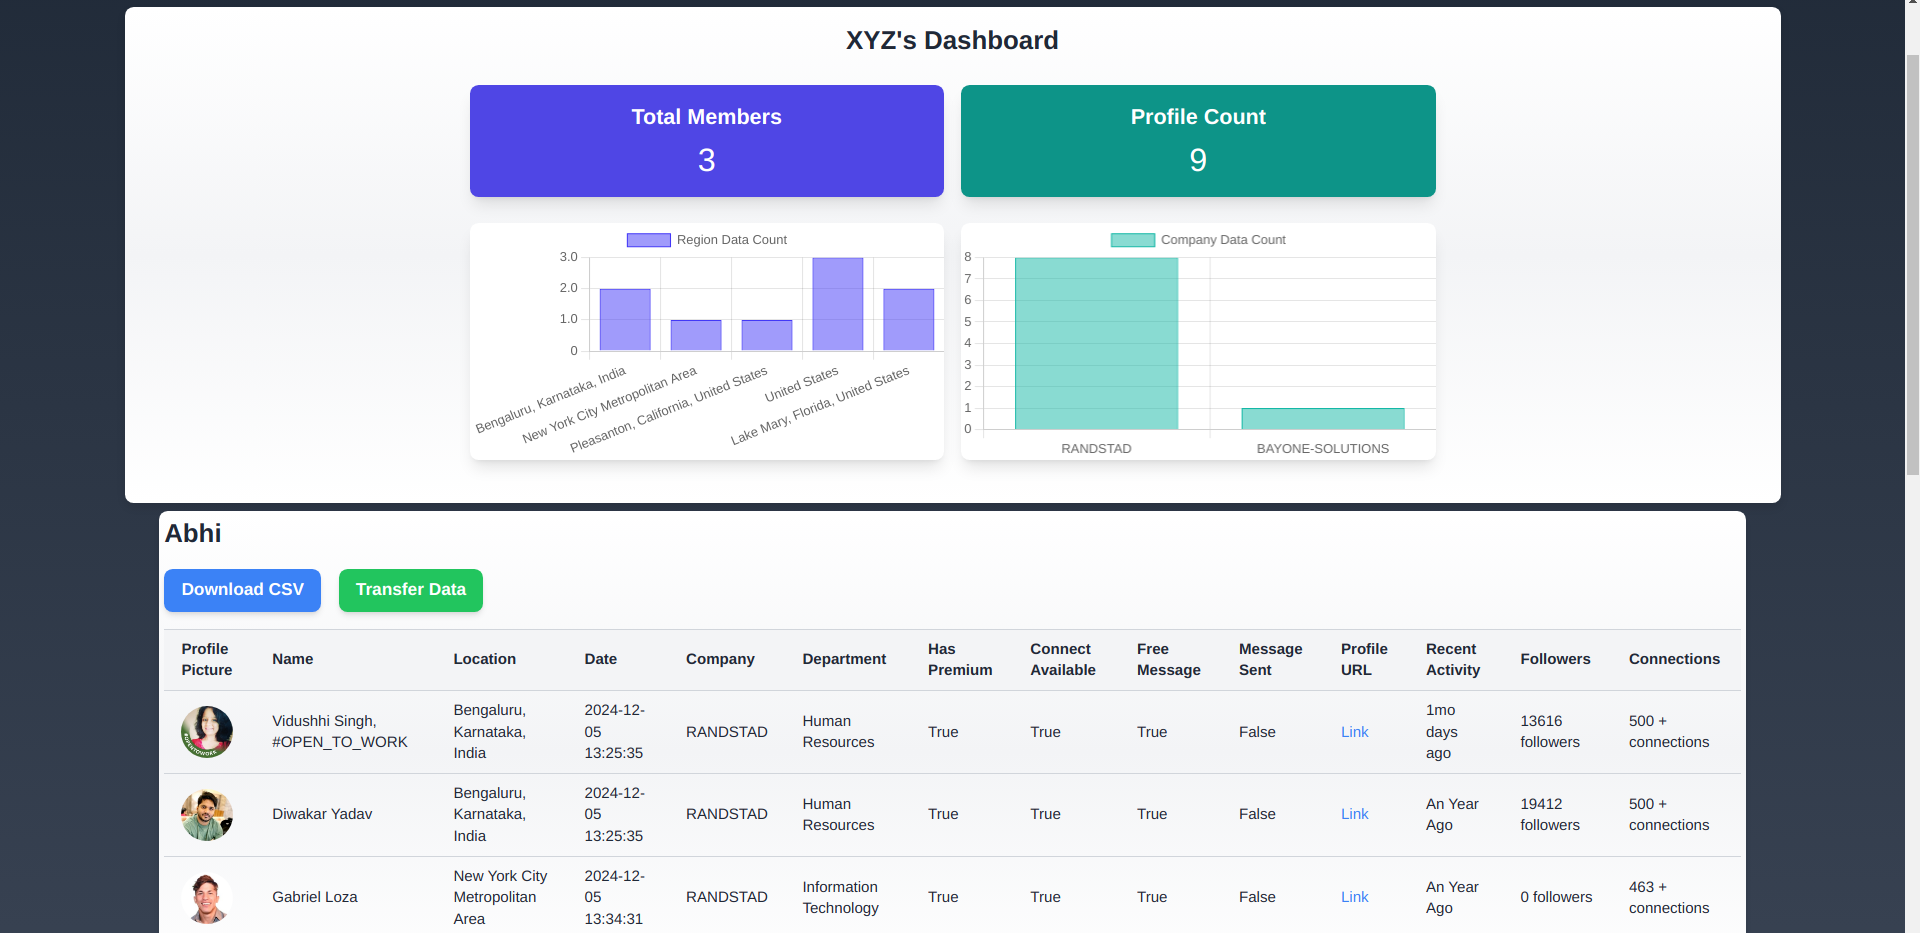 XYZ's Dashboard
Total Members
3
Profile Count
9
Region Data Count
3.0
2.0
1.0
0
Bengaluru, Karnataka, India
New York City Metropolitan Area
Pleasanton, California, United States
United States
Lake Mary, Florida, United States
Company Data Count
8
7
6
5
4
3
2
1
0
RANDSTAD
BAYONE-SOLUTIONS
Abhi
Download CSV
Transfer Data
Profile
Picture
Name
Location
Date
Company
Department
Has
Premium
Connect
Available
Free
Message
Message
Sent
Profile
URL
Recent
Activity
Followers
Connections
#OPENTOWORK
Vidushhi Singh,
#OPEN_TO_WORK
Bengaluru,
Karnataka,
India
2024-12-
05
13:25:35
RANDSTAD
Human
Resources
True
True
True
False
Link
1mo
days
ago
13616
followers
500 +
connections
Diwakar Yadav
Bengaluru,
Karnataka,
India
2024-12-
05
13:25:35
RANDSTAD
Human
Resources
True
True
True
False
Link
An Year
Ago
19412
followers
500 +
connections
Gabriel Loza
New York City
Metropolitan
Area
2024-12-
05
13:34:31
RANDSTAD
Information
Technology
True
True
True
False
Link
An Year
Ago
0 followers
463 +
connections